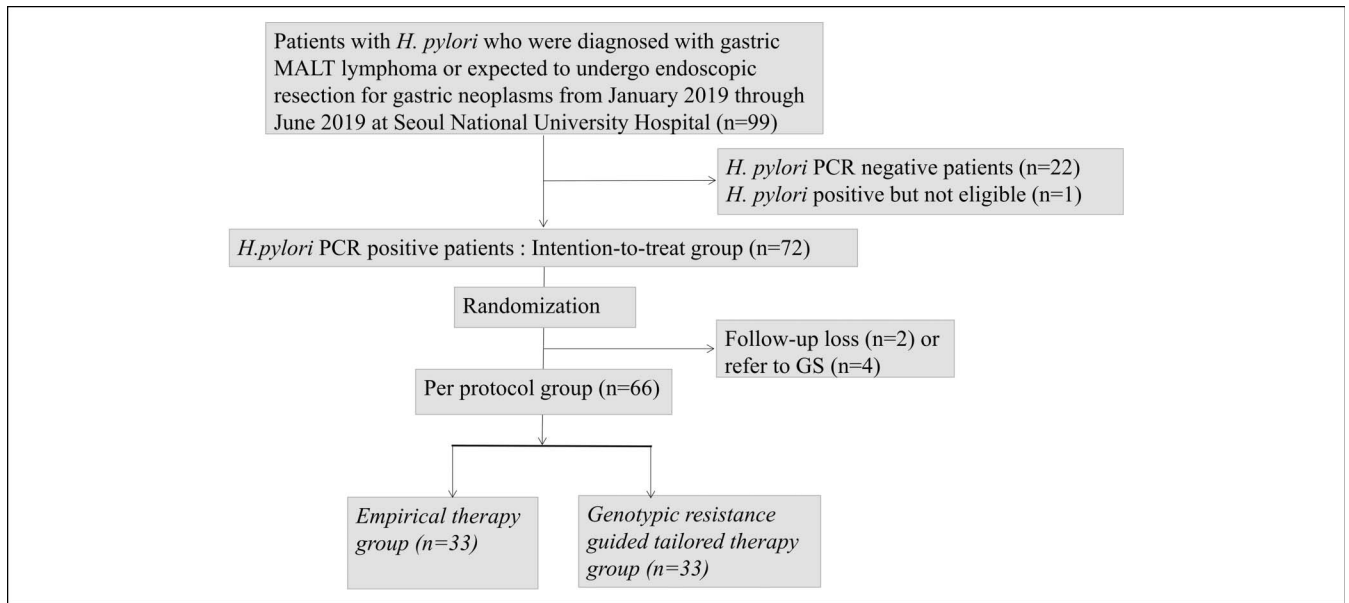 Patients with H. pylori who were diagnosed with gastric
MALT lymphoma or expected to undergo endoscopic
resection for gastric neoplasms from January 2019 through
June 2019 at Seoul National University Hospital (n=99)
H. pylori PCR negative patients (n=22)
H. pylori positive but not eligible (n=1)
H.pylori PCR positive patients : Intention-to-treat group (n=72)
Randomization
Follow-up loss (n=2) or
refer to GS (n=4)
Per protocol group (n=66)
Empirical therapy
group (n=33)
Genotypic resistance
guided tailored therapy
group (n=33)